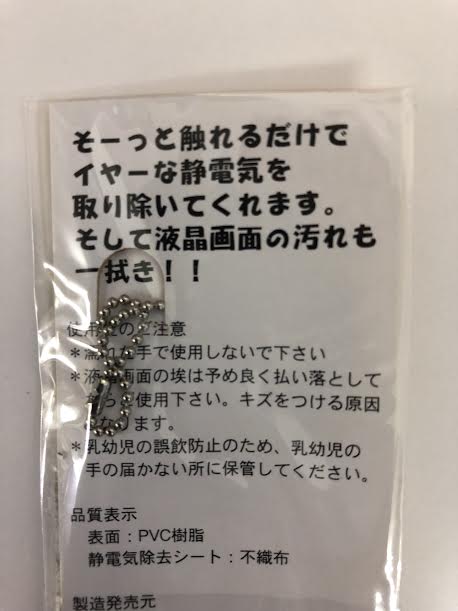 そーっと触れるだけで
イヤーな静電気を
取り除いてくれます。
そして液晶画面の汚れも
一拭き！！
使用上のご注意
＊濡れた手で使用しないで下さい
＊液晶画面の埃は予め良く払い落として
使用下さい。キズをつける原因
なります。
＊乳幼児の誤飲防止のため、乳幼児の
手の届かない所に保管してください。
品質表示
表面：PVC樹脂
静電気除去シート：不織布
製造発売元